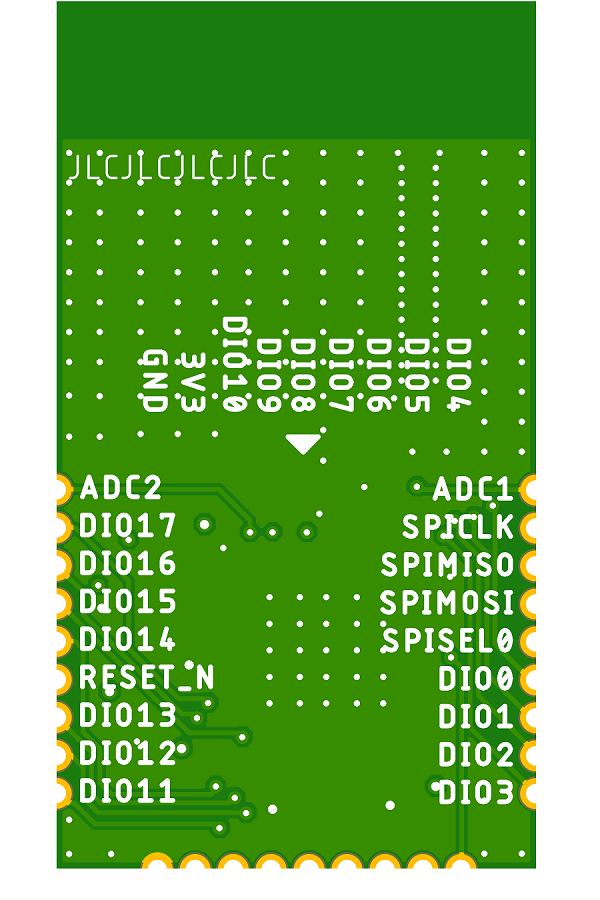 JLCJLCJLCJLC
GND
3V3
DIO10
DIO9
DIO8
DIO7
DIO6
DIO5
DIO4
ADC2
ADC1
DIO17
SPICLK
DIO16
SPIMISO
DIO15
SPIMOSI
DIO14
SPISEL0
RESET_N
DIO0
DIO13
DIO1
DIO12
DIO2
DIO11
DIO3